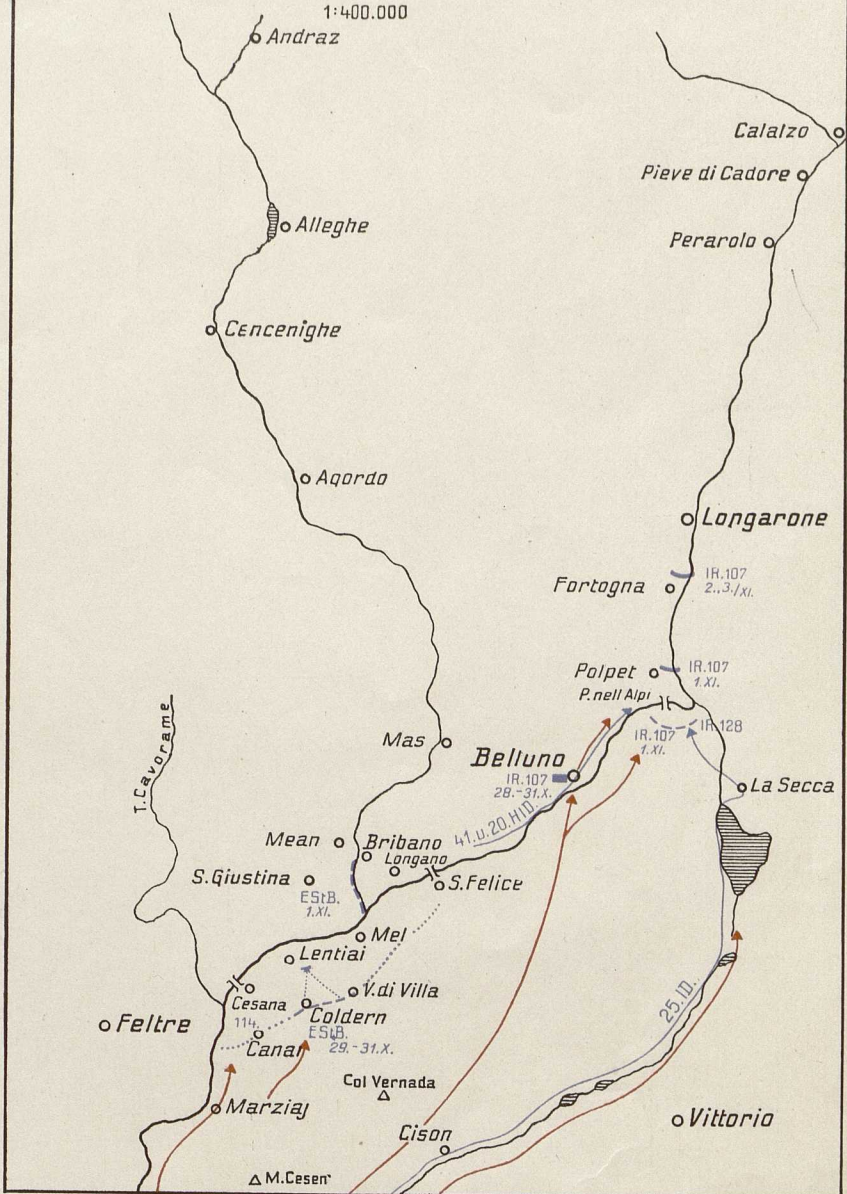 1:400.000
Andraz
Calalzo
Pieve di Cadore
Alleghe
Perarolo
Cencenighe
Agordo
Longarone
IR.107
2.,3./XI.
Fortogna
Polpet
IR.107
1.XI.
P.nell Alpi
T. Cavorame
Mas
IR.128
IR.107
1.XI.
Belluno
IR.107
28.-31.X.
La Secca
41.u.20.HID.
Mean
Bribano
Longano
S.Giustina
S.Felice
EStB.
1.XI.
Mel
Lentiai
V.di Villa
Cesana
Coldern
25.ID.
Feltre
114.
EStB.
29.-31.X.
Canai
Col Vernada
Marziaj
Vittorio
Cison
M.Cesen